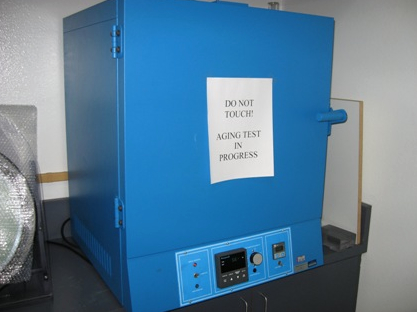 DO NOT
TOUCH!
AGING TEST
IN
PROGRESS